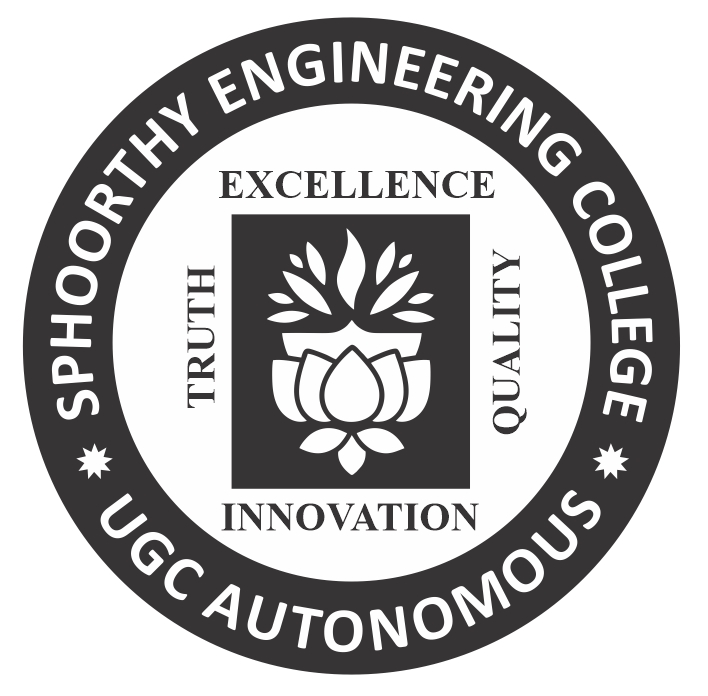 SPHOORTHY ENGINEERING COLLEGE
EXCELLENCE
TRUTH
QUALITY
INNOVATION
UGC AUTONOMOUS